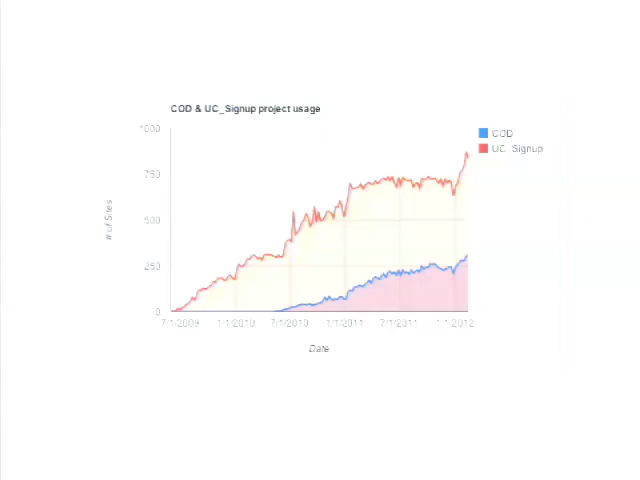 COD & UC_Signup project usage
1000
COD
UC_Signup
750
500
250
0
# of Sites
7/1/2009 1/1/2010 7/1/2010 1/1/2011 7/1/2011 1/1/2012
Date